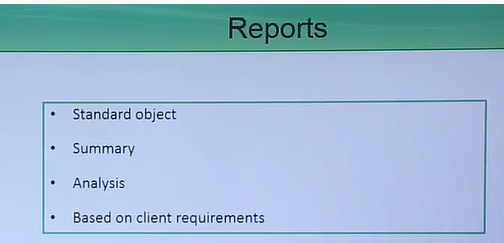 Reports
• Standard object
• Summary
• Analysis
• Based on client requirements